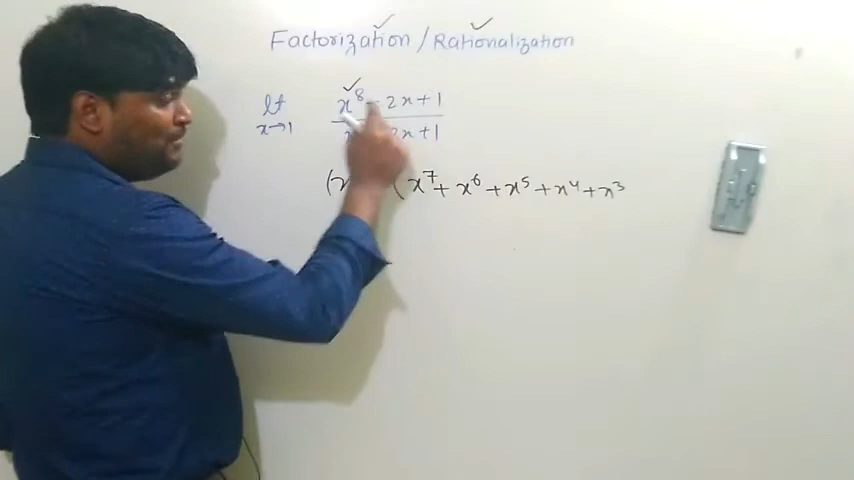 Factorization / Rationalization
lt x⁸ - 2x + 1
x→1 2x + 1
(x (x⁷ + x⁶ + x⁵ + x⁴ + x³